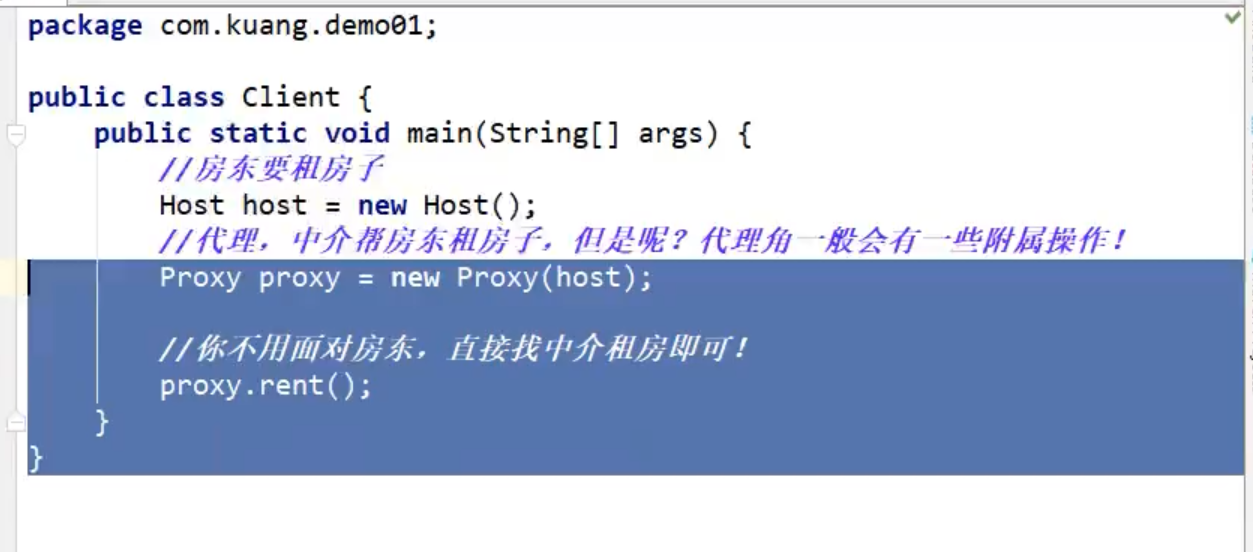 package com.kuang.demo01;
public class Client {
public static void main(String[] args) {
//房东要租房子
Host host = new Host();
//代理，中介帮房东租房子，但是呢？代理角一般会有一些附属操作！
Proxy proxy = new Proxy(host);
//你不用面对房东，直接找中介租房即可！
proxy.rent();
}
}